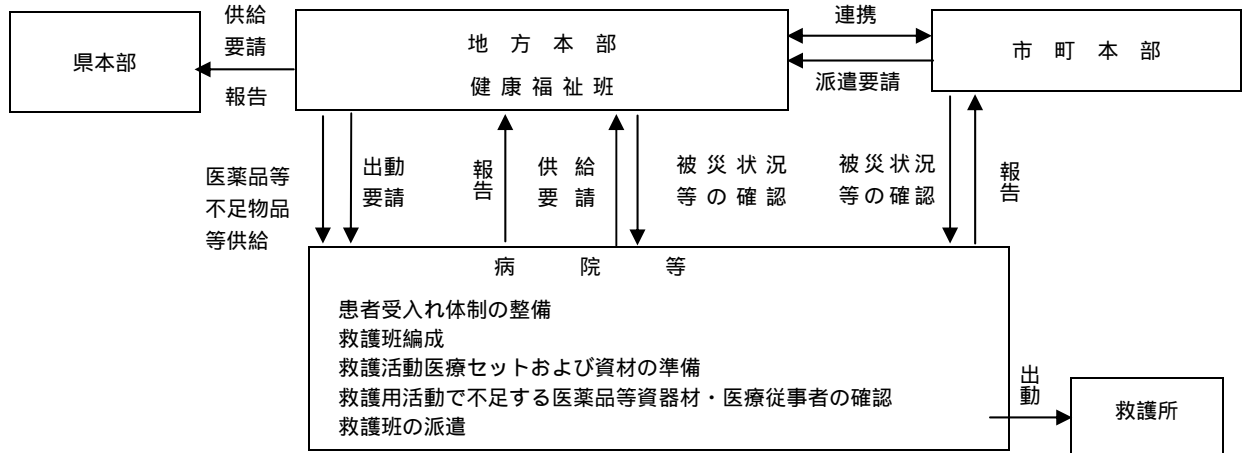 供給
要請
報告
県本部
地方本部
健康福祉班
連携
派遣要請
市町本部
医薬品等
不足物品
等供給
出動
要請
報告
供給
要請
被災状況
等の確認
被災状況
等の確認
報告
病院等
患者受入れ体制の整備
救護班編成
救護活動医療セットおよび資材の準備
救護用活動で不足する医薬品等資器材・医療従事者の確認
救護班の派遣
出動
救護所